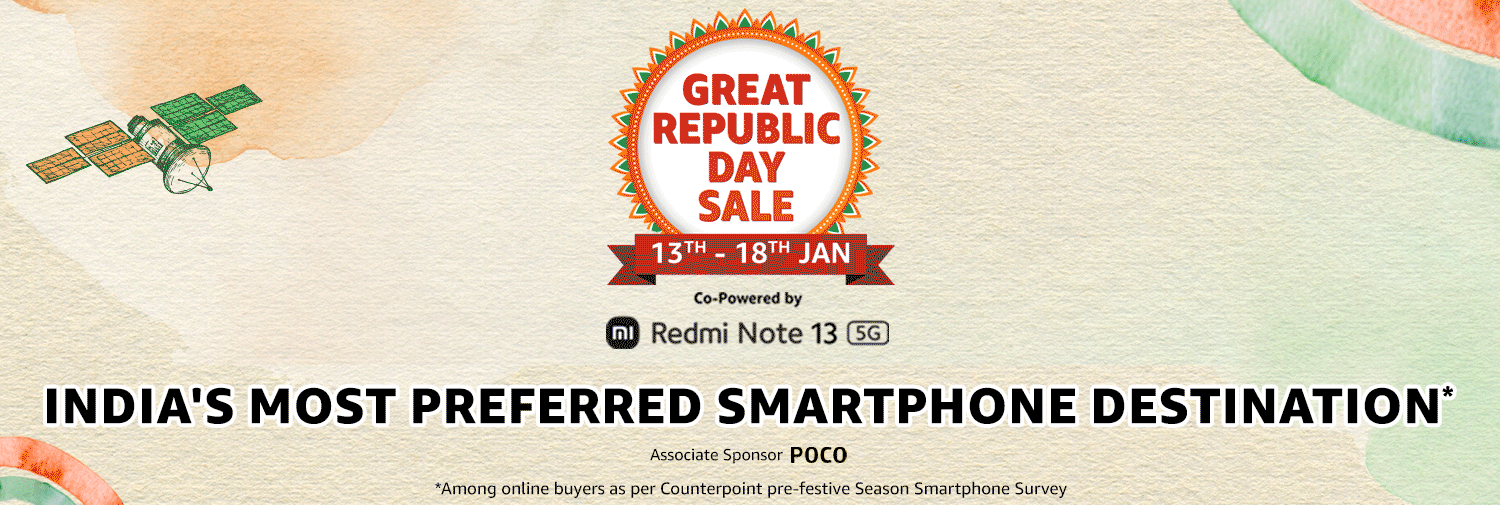 GREAT
REPUBLIC
DAY
SALE
13TH - 18TH JAN
Co-Powered by
mi Redmi Note 13 5G
INDIA'S MOST PREFERRED SMARTPHONE DESTINATION*
Associate Sponsor POCO
*Among online buyers as per Counterpoint pre-festive Season Smartphone Survey